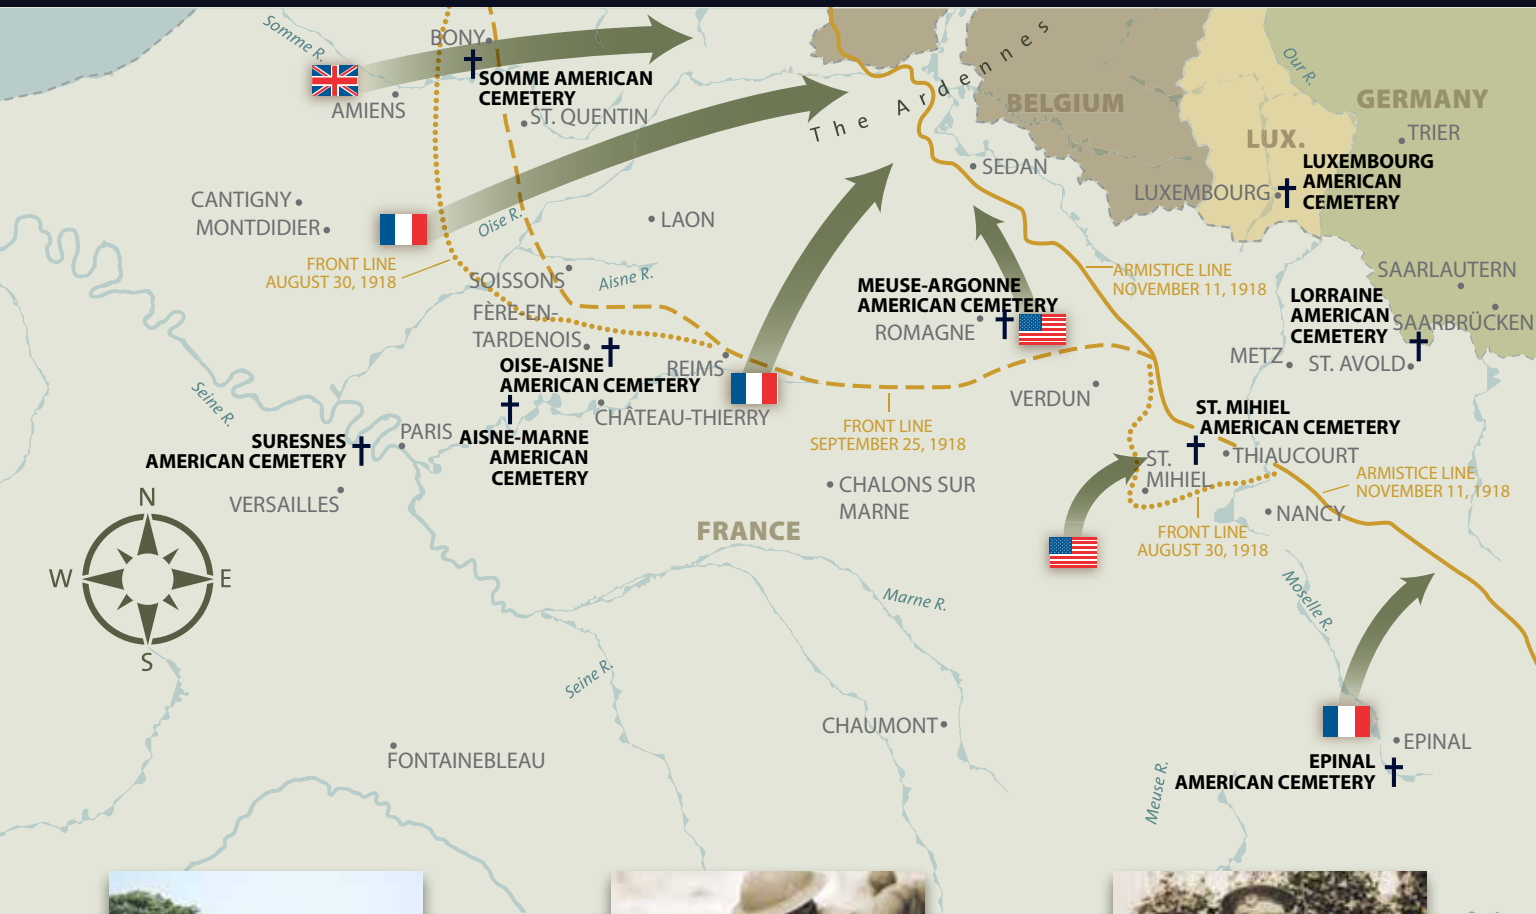 Somme R.
BONY
SOMME AMERICAN
CEMETERY
AMIENS
ST. QUENTIN
The Ardennes
BELGIUM
Our R.
GERMANY
TRIER
LUX.
LUXEMBOURG
AMERICAN
CEMETERY
LUXEMBOURG
SEDAN
CANTIGNY
MONTDIDIER
Oise R.
LAON
FRONT LINE
AUGUST 30, 1918
SOISSONS
Aisne R.
FÈRE-EN-
TARDENOIS
OISE-AISNE
AMERICAN CEMETERY
REIMS
MEUSE-ARGONNE
AMERICAN CEMETERY
ROMAGNE
ARMISTICE LINE
NOVEMBER 11, 1918
SAARLAUTERN
LORRAINE
AMERICAN
CEMETERY
SAARBRÜCKEN
METZ
ST. AVOLD
VERDUN
CHÂTEAU-THIERRY
FRONT LINE
SEPTEMBER 25, 1918
Seine R.
PARIS
SURESNES
AMERICAN CEMETERY
AISNE-MARNE
AMERICAN
CEMETERY
VERSAILLES
ST. MIHIEL
AMERICAN CEMETERY
THIAUCOURT
ST.
MIHIEL
ARMISTICE LINE
NOVEMBER 11, 1918
NANCY
FRONT LINE
AUGUST 30, 1918
CHALONS SUR
MARNE
FRANCE
N
W
E
S
Marne R.
Moselle R.
Seine R.
CHAUMONT
FONTAINEBLEAU
Meuse R.
EPINAL
EPINAL
AMERICAN CEMETERY